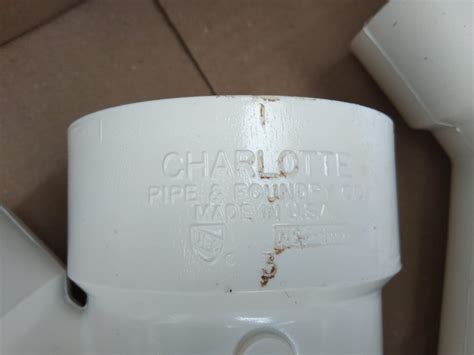 CHARLOTTE
PIPE & FOUNDRY CO.
MADE IN U.S.A.
C